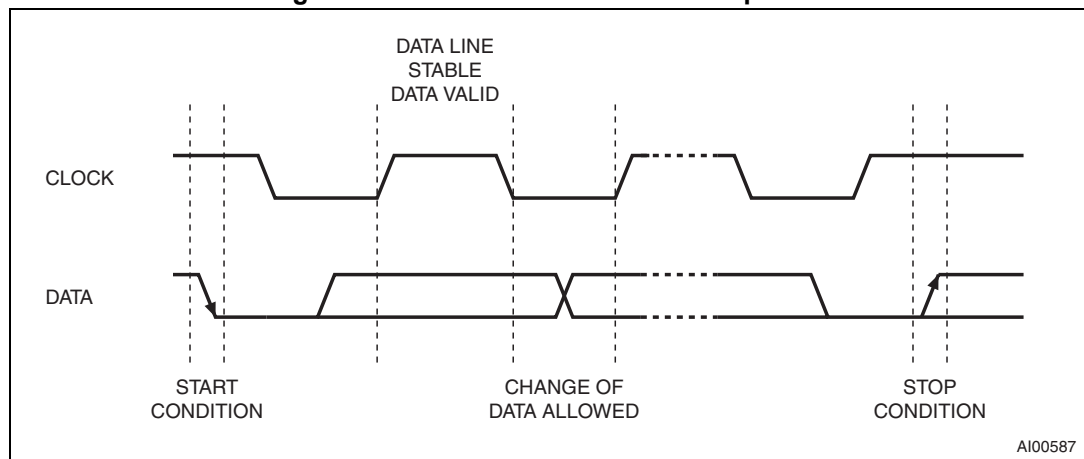 DATA LINE
STABLE
DATA VALID
CLOCK
DATA
START
CONDITION
CHANGE OF
DATA ALLOWED
STOP
CONDITION
AI00587